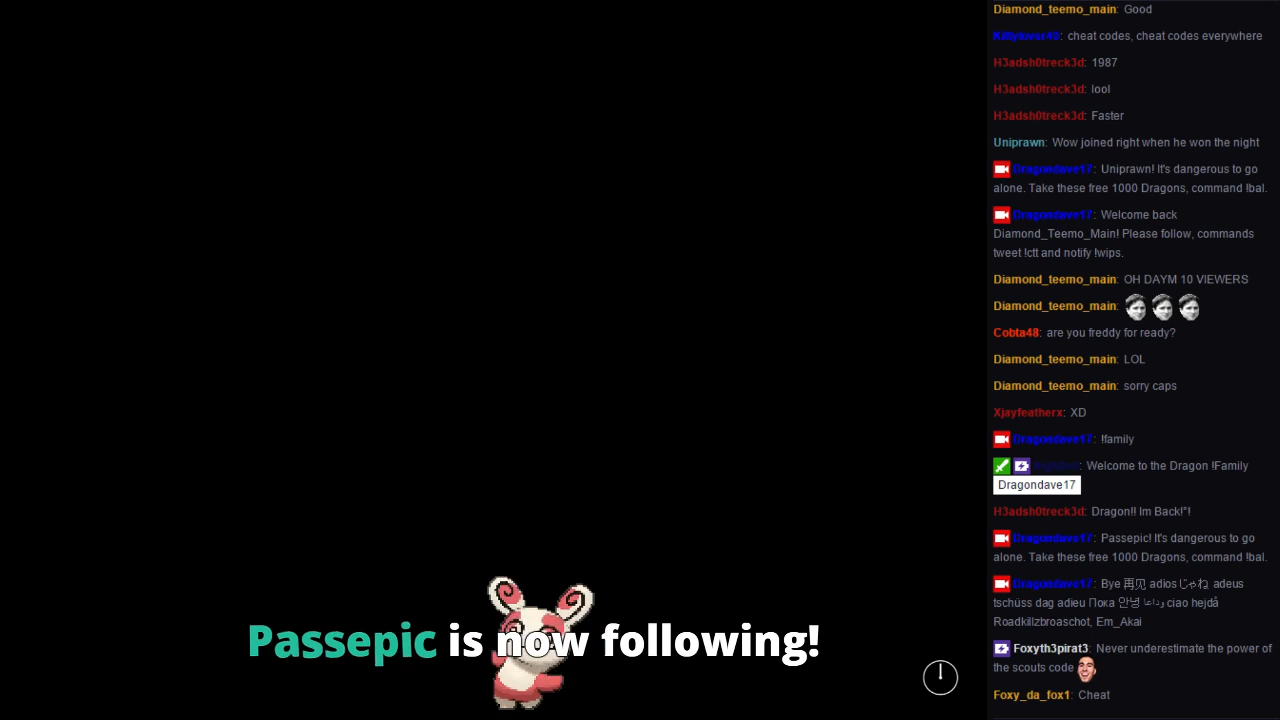 Diamond_teemo_main: Good
Killylover49: cheat codes, cheat codes everywhere
H3adsh0treck3d: 1987
H3adsh0treck3d: lool
H3adsh0treck3d: Faster
Uniprawn: Wow joined right when he won the night
Dragondave17: Uniprawn! It's dangerous to go
alone. Take these free 1000 Dragons, command !bal.
Dragondave17: Welcome back
Diamond_Teemo_Main! Please follow, commands
tweet !ctt and notify !wips.
Diamond_teemo_main: OH DAYM 10 VIEWERS
Diamond_teemo_main:
Cobta48: are you freddy for ready?
Diamond_teemo_main: LOL
Diamond_teemo_main: sorry caps
Xjayfeatherx: XD
Dragondave17: !family
: Welcome to the Dragon !Family
Dragondave17
H3adsh0treck3d: Dragon!! Im Back!"!
Dragondave17: Passepic! It's dangerous to go
alone. Take these free 1000 Dragons, command !bal.
Dragondave17: Bye 再见 adios じゃね adeus
tschüss dag adieu Пока 안녕 وداعا ciao hejdå
Roadkillzbroaschot, Em_Akai
Foxyth3pirat3: Never underestimate the power of
the scouts code
Foxy_da_fox1: Cheat
Passepic is now following!